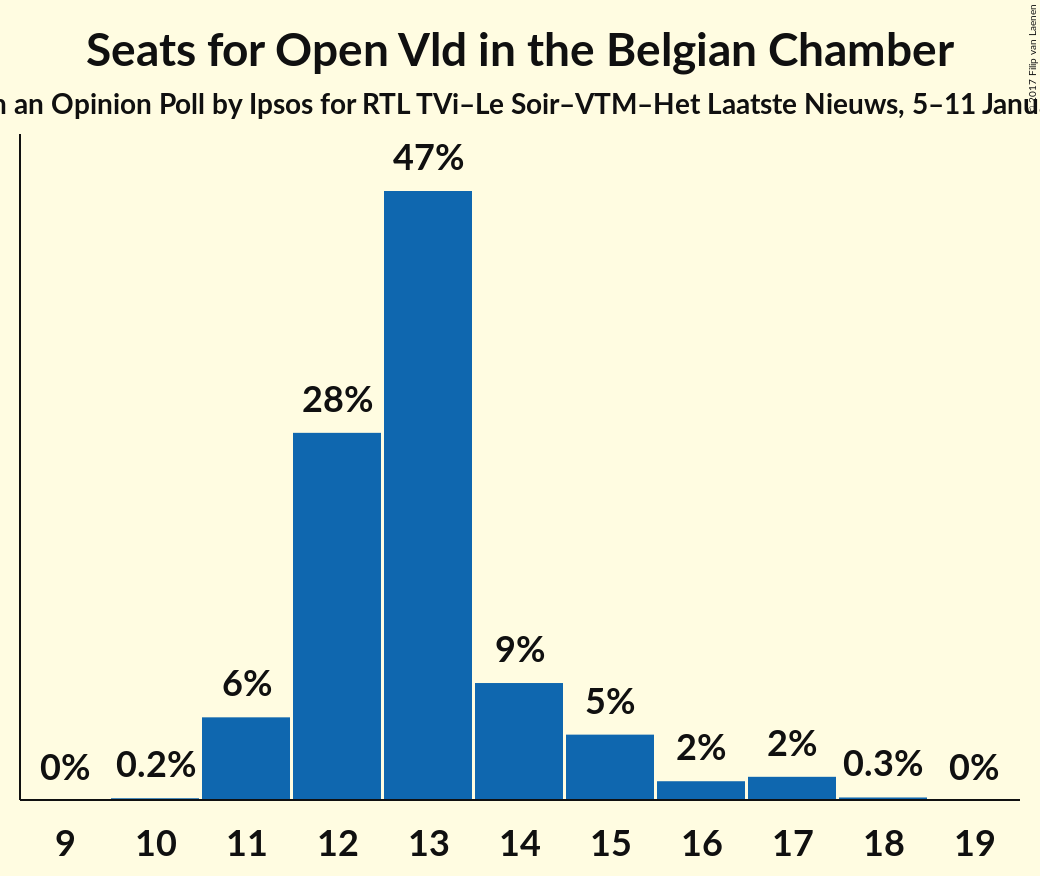 Seats for Open Vld in the Belgian Chamber
an Opinion Poll by Ipsos for RTL TVi–Le Soir–VTM–Het Laatste Nieuws, 5–11
© 2017 Filip van Laenen
47%
28%
9%
6%
5%
2%
2%
0%
0.2%
0.3%
0%
9 10 11 12 13 14 15 16 17 18 19